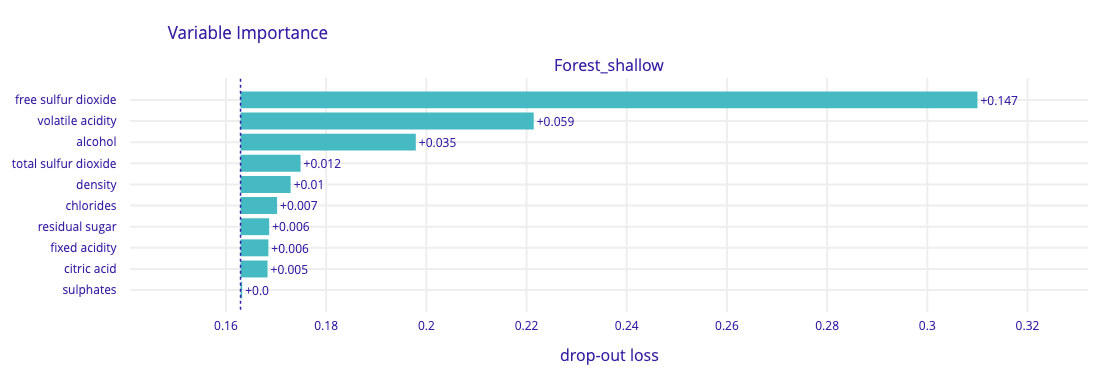 Variable Importance
Forest_shallow
free sulfur dioxide +0.147
volatile acidity +0.059
alcohol +0.035
total sulfur dioxide +0.012
density +0.01
chlorides +0.007
residual sugar +0.006
fixed acidity +0.006
citric acid +0.005
sulphates +0.0
0.16 0.18 0.2 0.22 0.24 0.26 0.28 0.3 0.32
drop-out loss